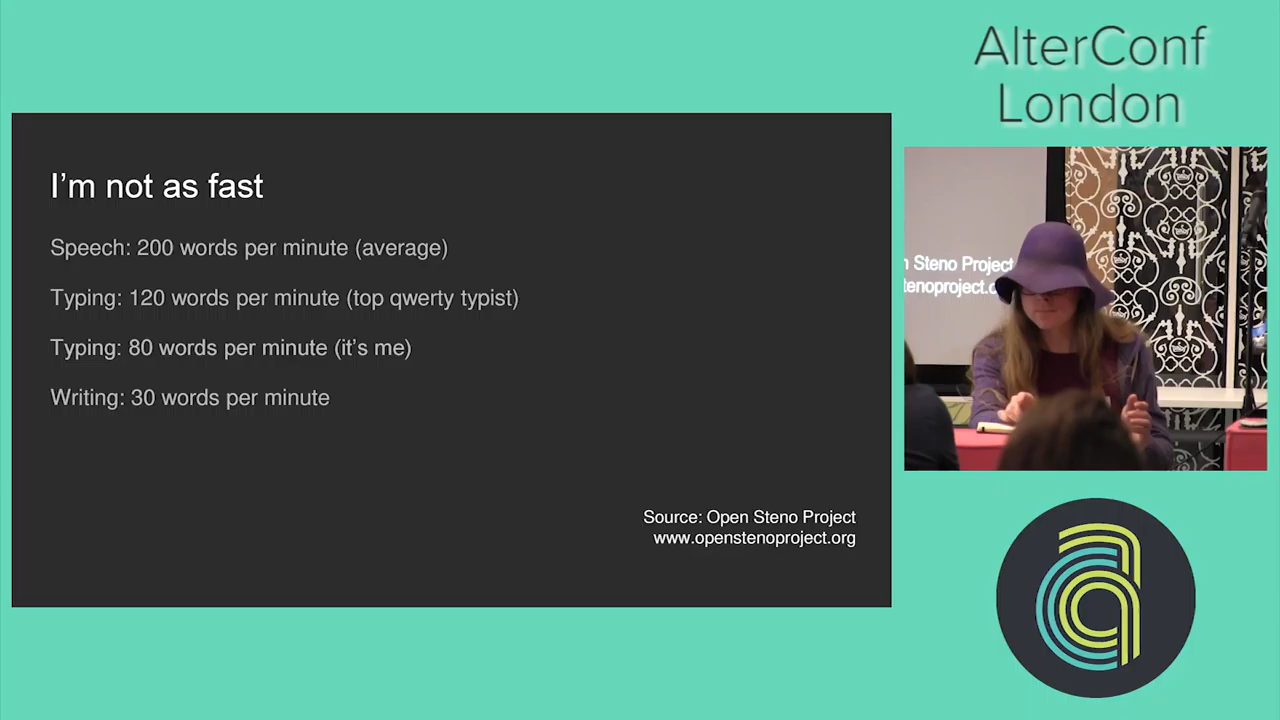 AlterConf
London
I'm not as fast
Speech: 200 words per minute (average)
Typing: 120 words per minute (top qwerty typist)
Typing: 80 words per minute (it's me)
Writing: 30 words per minute
Source: Open Steno Project
www.openstenoproject.org
Steno Project